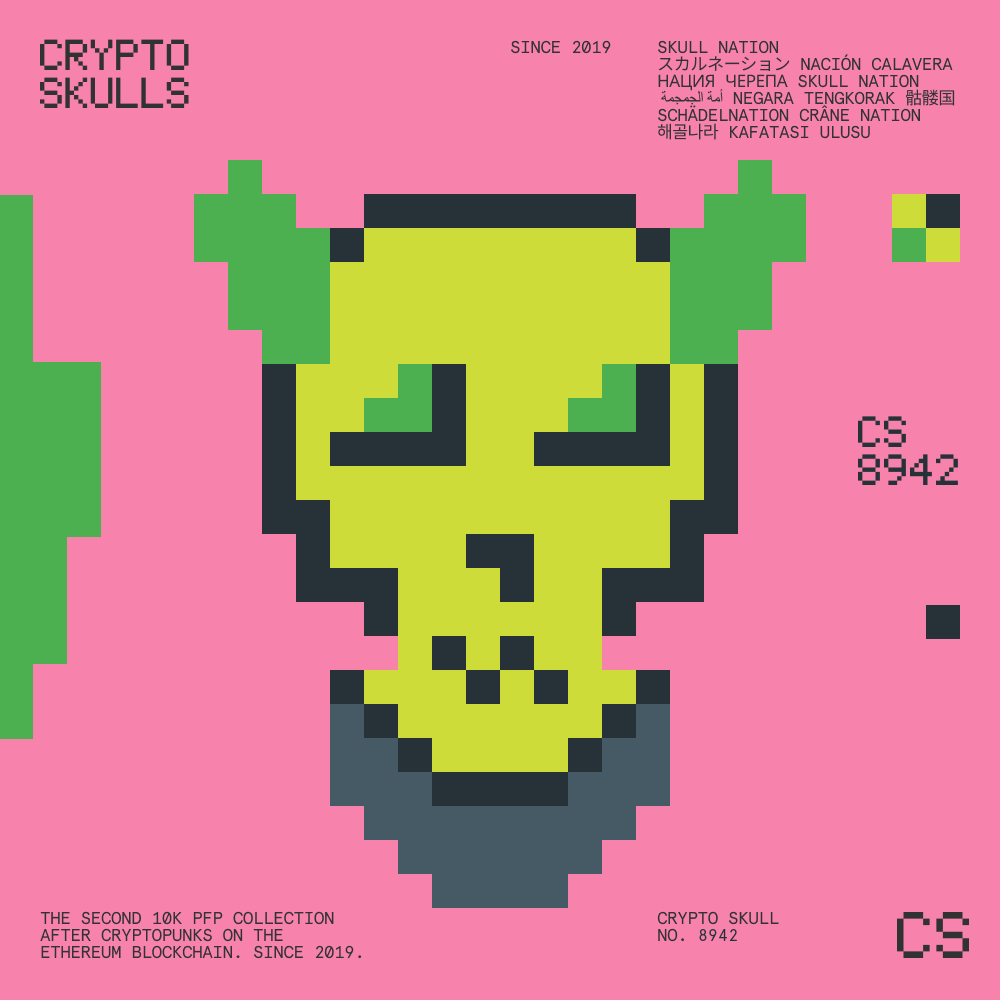 CRYPTO
SKULLS
SINCE 2019
SKULL NATION
スカルネーション NACIÓN CALAVERA
НАЦИЯ ЧЕРЕПА SKULL NATION
أمة الجمجمة NEGARA TENGKORAK 骷髅国
SCHÄDELNATION CRÂNE NATION
해골나라 KAFATASI ULUSU
CS
8942
THE SECOND 10K PFP COLLECTION
AFTER CRYPTOPUNKS ON THE
ETHEREUM BLOCKCHAIN. SINCE 2019.
CRYPTO SKULL
NO. 8942
CS